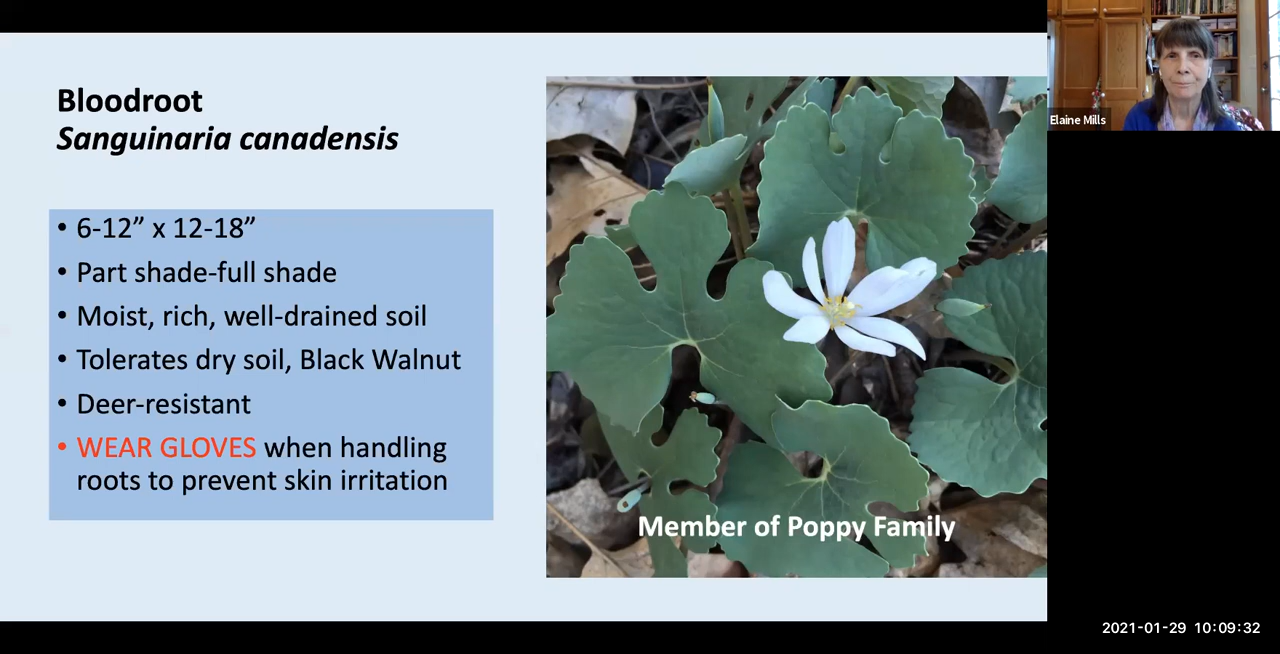 Bloodroot
Sanguinaria canadensis
• 6-12” x 12-18”
• Part shade-full shade
• Moist, rich, well-drained soil
• Tolerates dry soil, Black Walnut
• Deer-resistant
• WEAR GLOVES when handling
roots to prevent skin irritation
Member of Poppy Family
Elaine Mills
2021-01-29 10:09:32